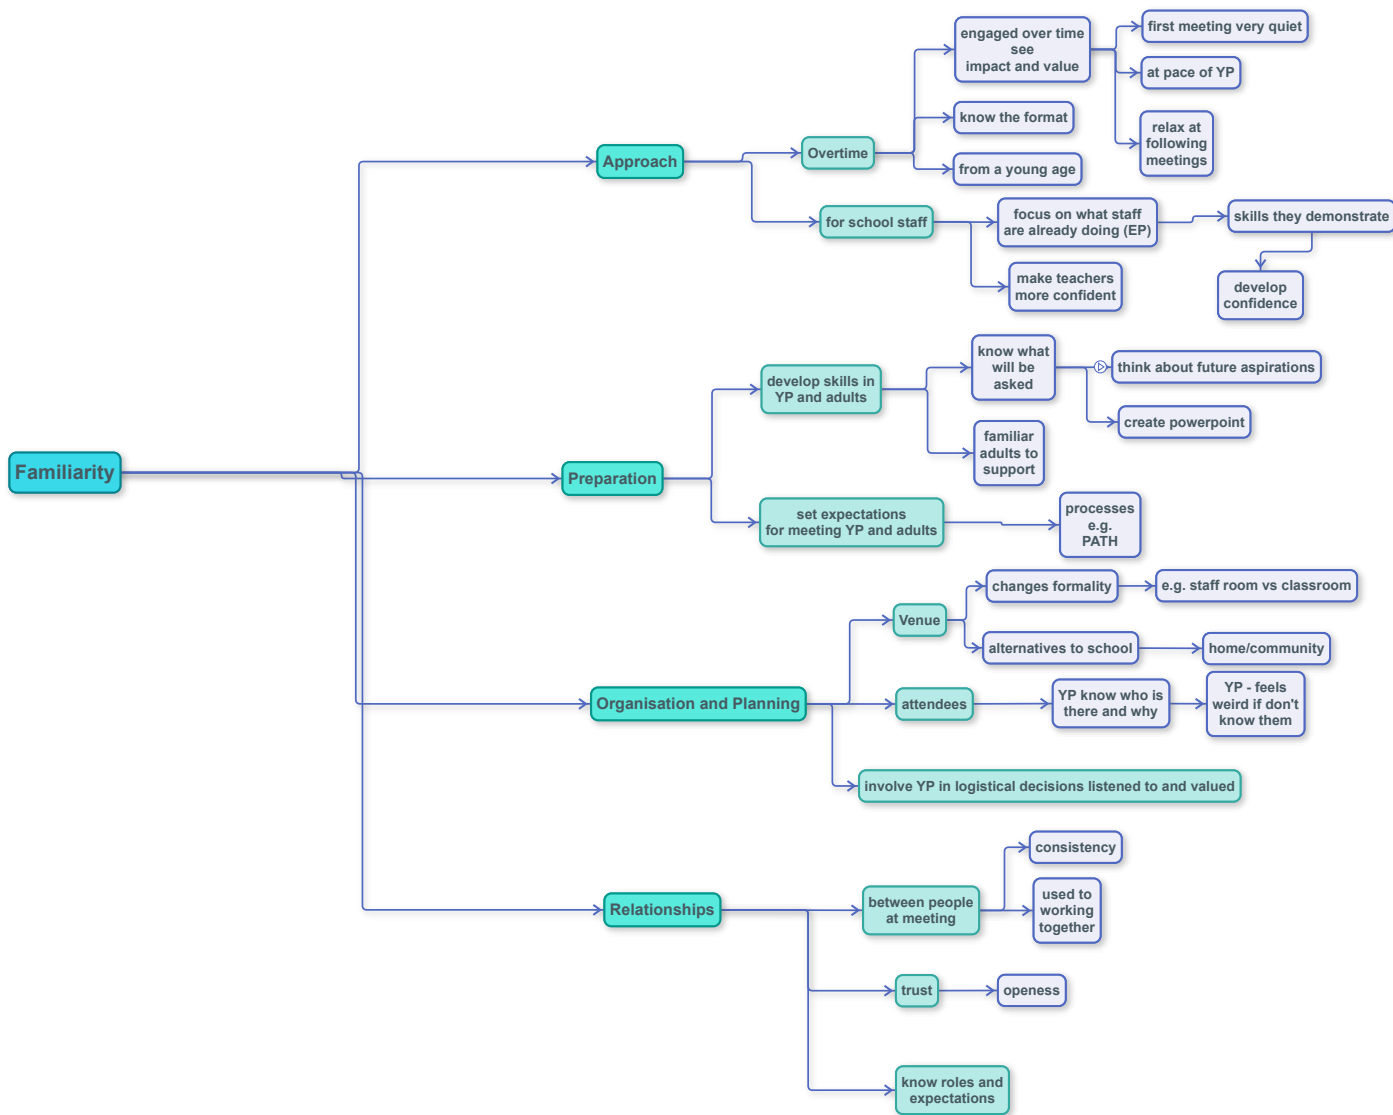 Familiarity
Approach
Overtime
engaged over time
see
impact and value
first meeting very quiet
at pace of YP
relax at
following
meetings
know the format
from a young age
for school staff
focus on what staff
are already doing (EP)
skills they demonstrate
develop
confidence
make teachers
more confident
Preparation
develop skills in
YP and adults
know what
will be
asked
think about future aspirations
create powerpoint
familiar
adults to
support
set expectations
for meeting YP and adults
processes
e.g.
PATH
Organisation and Planning
Venue
changes formality
e.g. staff room vs classroom
alternatives to school
home/community
attendees
YP know who is
there and why
YP - feels
weird if don't
know them
involve YP in logistical decisions listened to and valued
Relationships
between people
at meeting
consistency
used to
working
together
trust
openess
know roles and
expectations